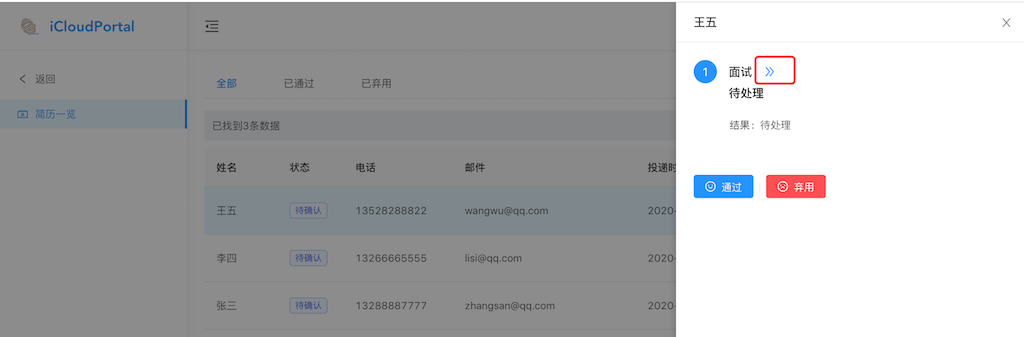 iCloudPortal
返回
简历一览
全部 已通过 已弃用
已找到3条数据
姓名 状态 电话 邮件 投递时
王五 待确认 13528288822 wangwu@qq.com 2020-
李四 待确认 13266665555 lisi@qq.com 2020-
张三 待确认 13288887777 zhangsan@qq.com 2020-
王五
1 面试
待处理
结果：待处理
通过 弃用